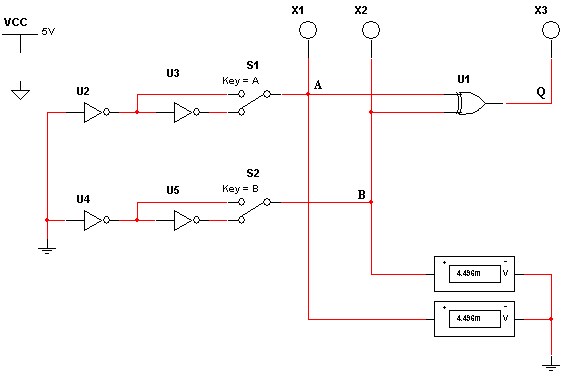 X1 X2 X3
VCC
5V
U3 S1
U2 Key = A A U1
Q
S2
U5 Key = B B
U4
+ 4.496m - V
+ 4.496m - V